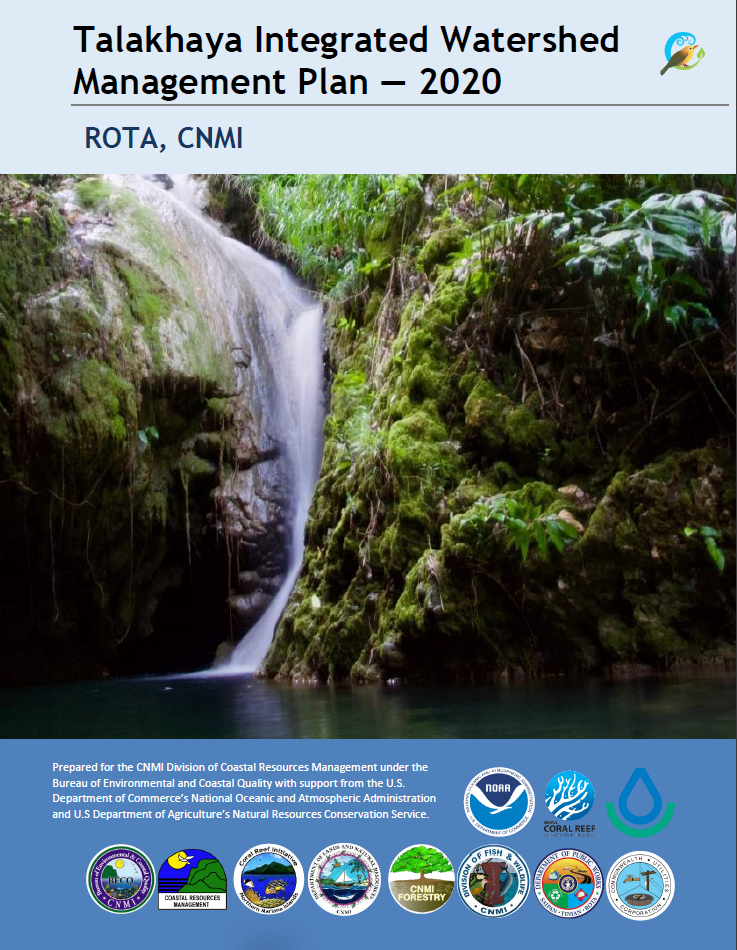 Talakhaya Integrated Watershed
Management Plan — 2020
ROTA, CNMI
Prepared for the CNMI Division of Coastal Resources Management under the
Bureau of Environmental and Coastal Quality with support from the U.S.
Department of Commerce's National Oceanic and Atmospheric Administration
and U.S Department of Agriculture's Natural Resources Conservation Service.
NOAA
U.S. DEPARTMENT OF COMMERCE
CORAL REEF
BECQ
CNMI
COASTAL RESOURCES
MANAGEMENT
Coral Reef Initiative
Northern Mariana Islands
DEPARTMENT OF LANDS AND NATURAL RESOURCES
CNMI
CNMI
FORESTRY
DIVISION OF FISH & WILDLIFE
CNMI
DEPARTMENT OF PUBLIC WORKS
SAIPAN - TINIAN - ROTA
COMMONWEALTH UTILITIES
CORPORATION